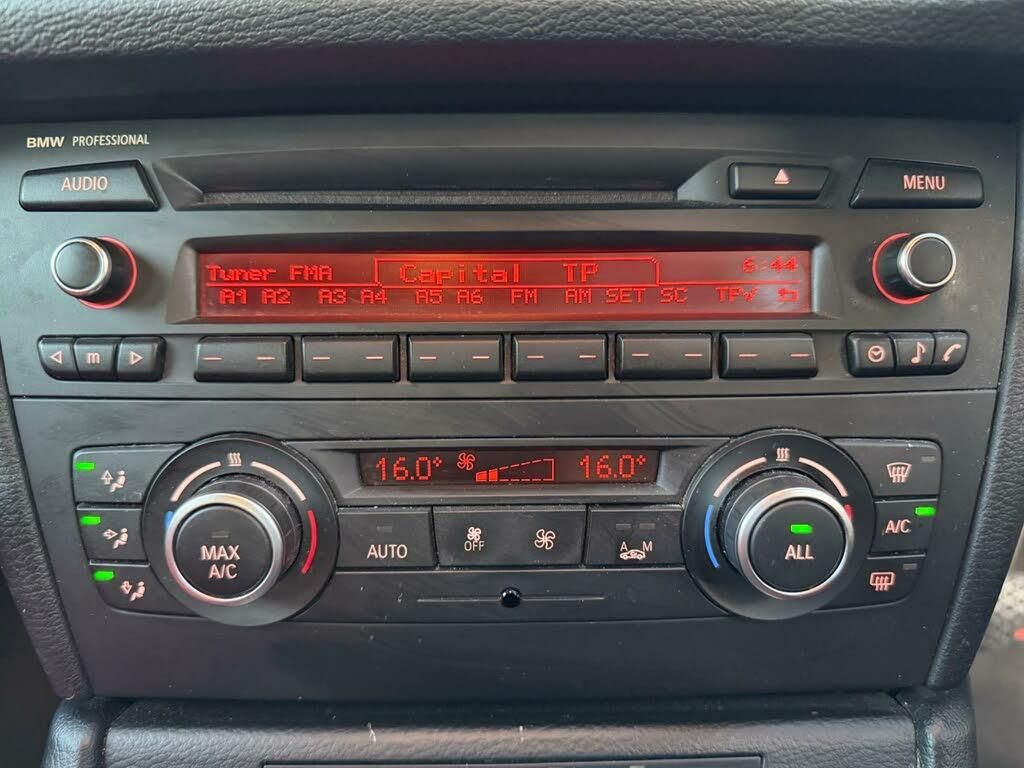 BMW PROFESSIONAL
AUDIO MENU
Tuner FMA Capital TP 6:44
A1 A2 A3 A4 A5 A6 FM AM SET SC TP√
m
16.0° 16.0°
MAX A/C
AUTO
OFF
A M
ALL
A/C